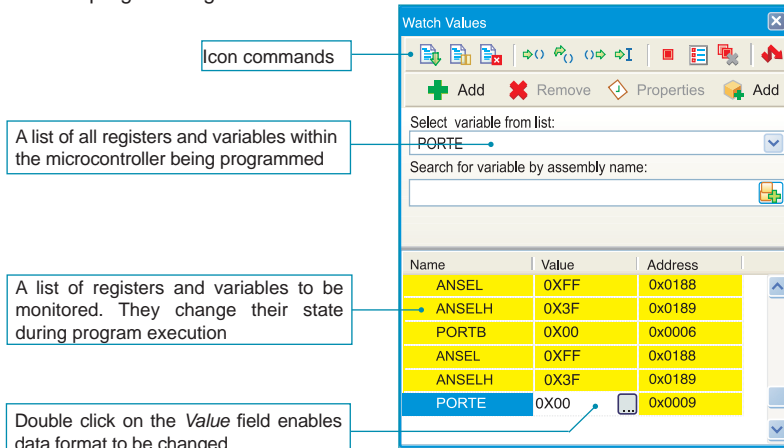 Watch Values
Icon commands
Add Remove Properties Add
Select variable from list:
A list of all registers and variables within
the microcontroller being programmed
PORTE
Search for variable by assembly name:
Name Value Address
ANSEL 0XFF 0x0188
A list of registers and variables to be
monitored. They change their state
during program execution
ANSELH 0X3F 0x0189
PORTB 0X00 0x0006
ANSEL 0XFF 0x0188
ANSELH 0X3F 0x0189
PORTE 0X00 ... 0x0009
Double click on the Value field enables
data format to be changed